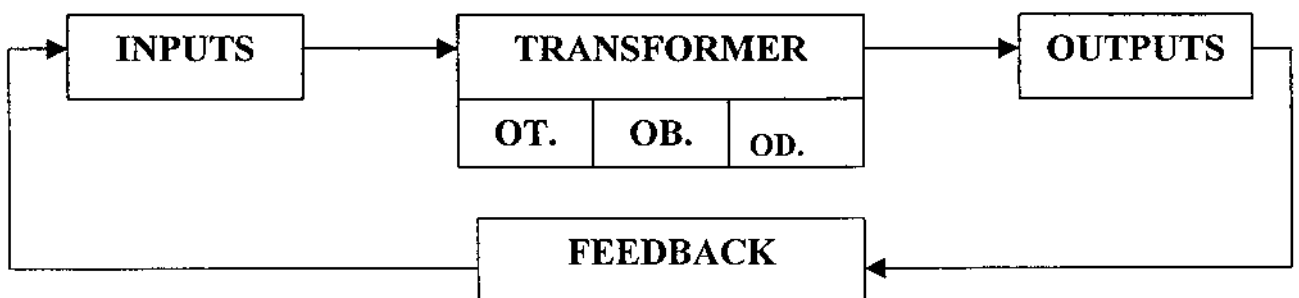 INPUTS TRANSFORMER OUTPUTS
OT. OB. OD.
FEEDBACK